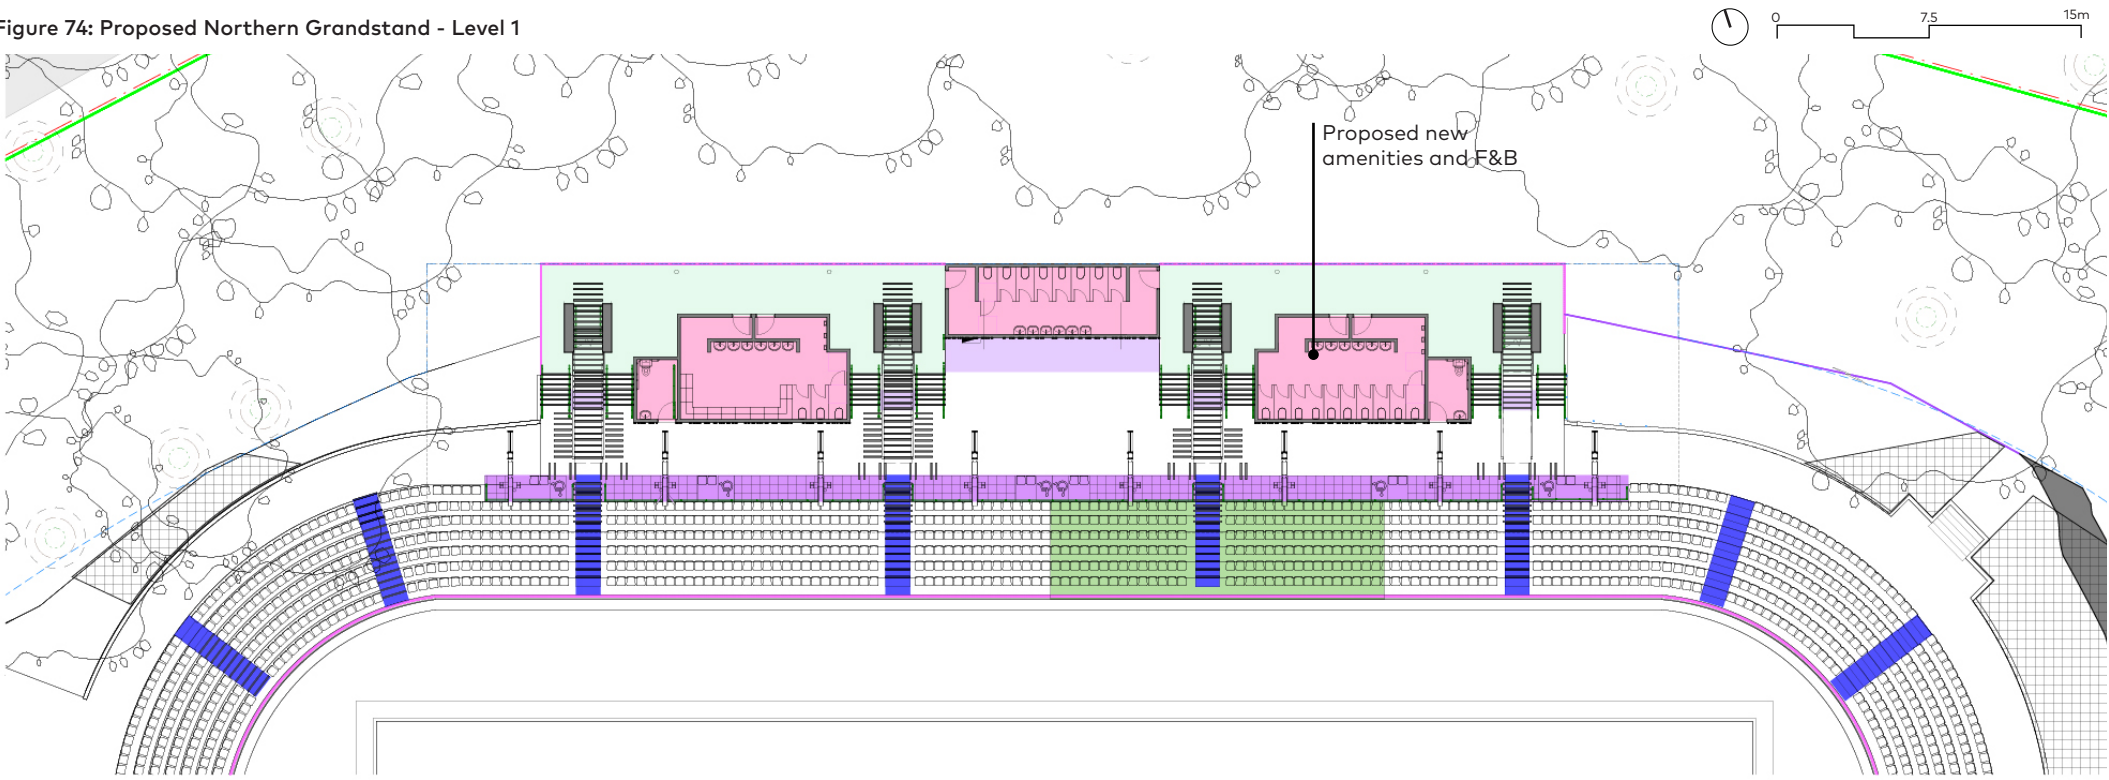 Figure 74: Proposed Northern Grandstand - Level 1
0 7.5 15m
Proposed new
amenities and F&B